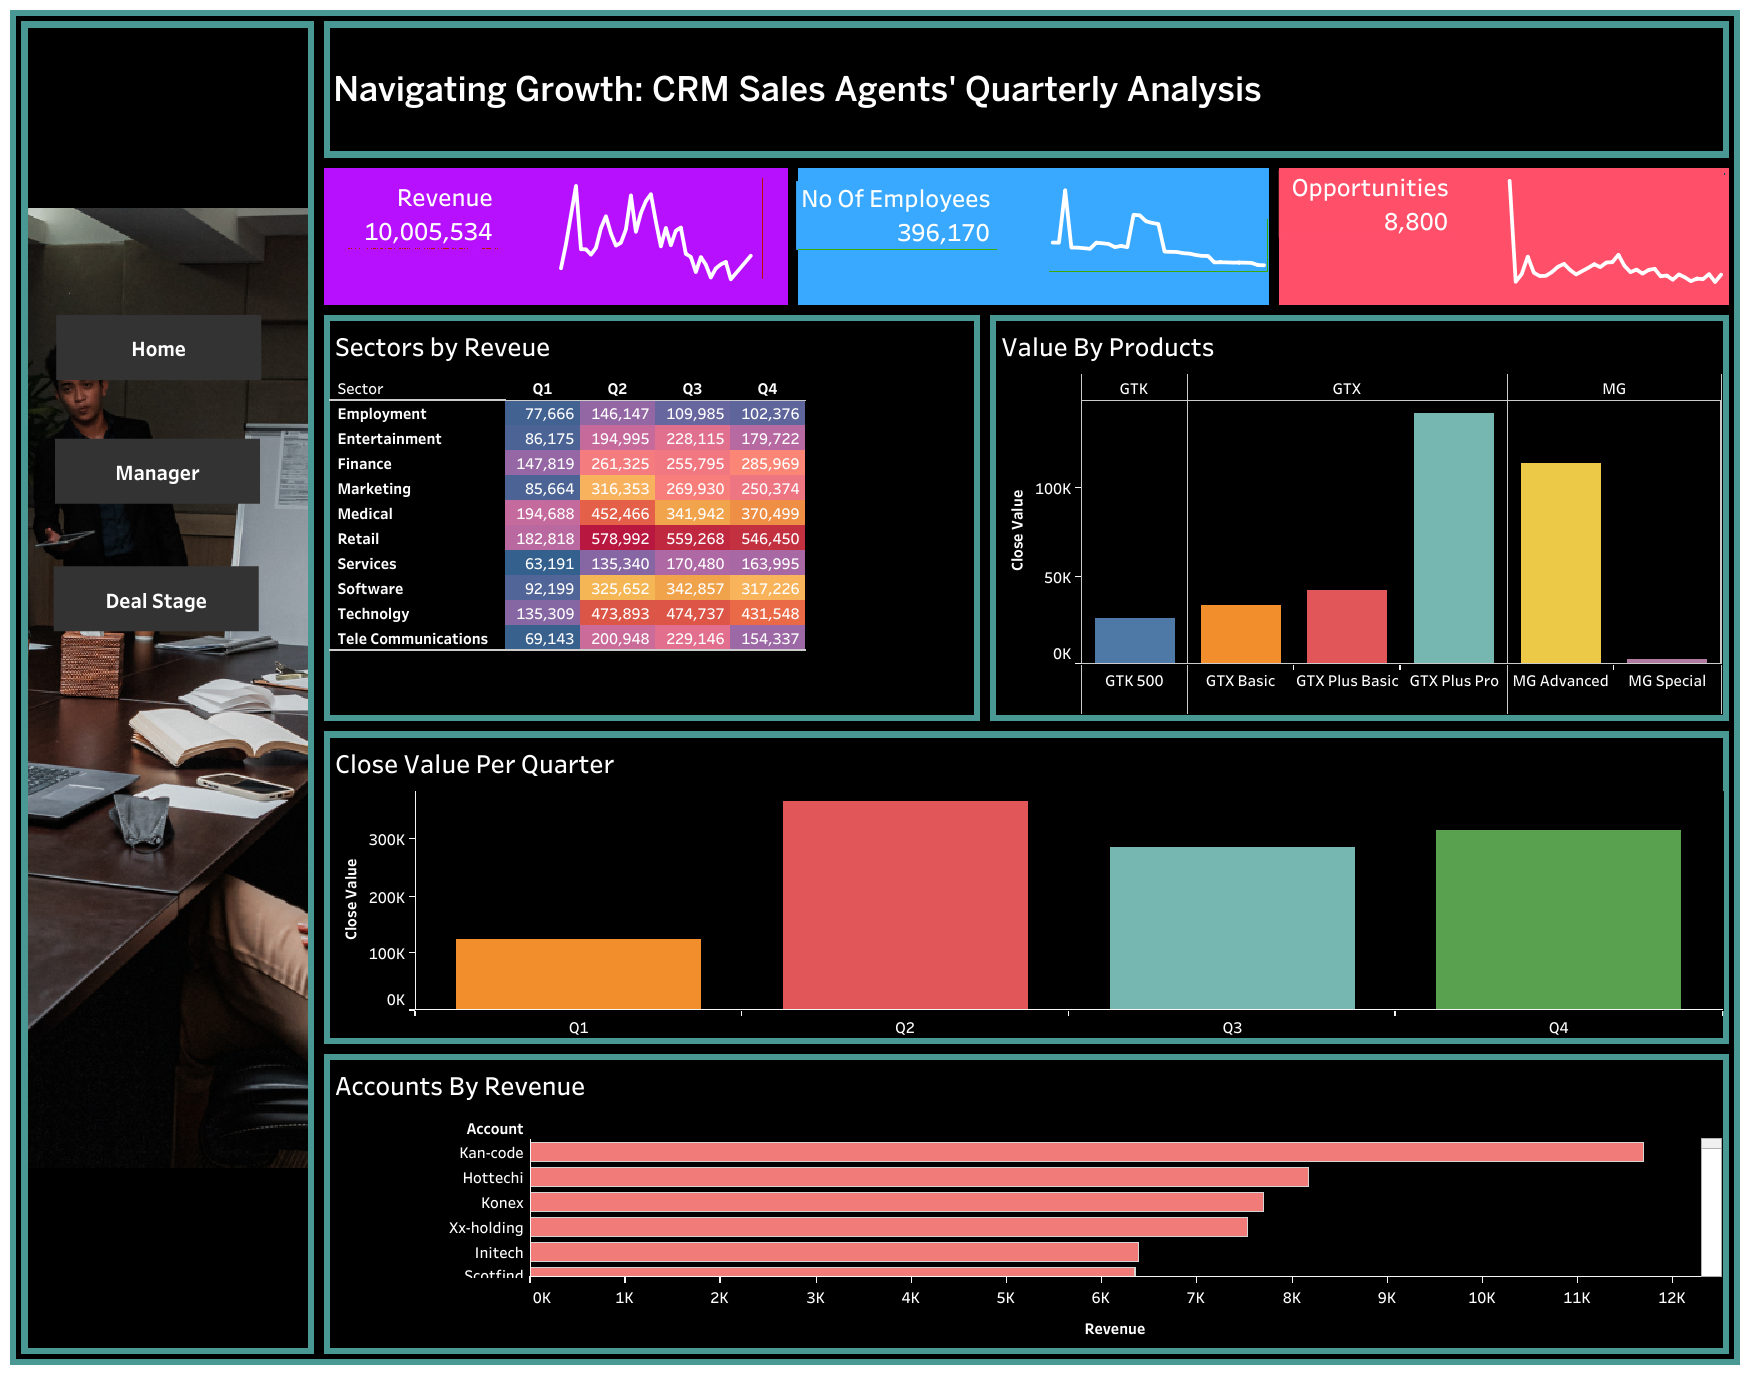 Navigating Growth: CRM Sales Agents' Quarterly Analysis
Home
Manager
Deal Stage
Revenue
10,005,534
No Of Employees
396,170
Opportunities
8,800
Sectors by Reveue
Sector Q1 Q2 Q3 Q4
Employment 77,666 146,147 109,985 102,376
Entertainment 86,175 194,995 228,115 179,722
Finance 147,819 261,325 255,795 285,969
Marketing 85,664 316,353 269,930 250,374
Medical 194,688 452,466 341,942 370,499
Retail 182,818 578,992 559,268 546,450
Services 63,191 135,340 170,480 163,995
Software 92,199 325,652 342,857 317,226
Technolgy 135,309 473,893 474,737 431,548
Tele Communications 69,143 200,948 229,146 154,337
Value By Products
GTK GTX MG
Close Value
100K
50K
0K
GTK 500 GTX Basic GTX Plus Basic GTX Plus Pro MG Advanced MG Special
Close Value Per Quarter
Close Value
300K
200K
100K
0K
Q1 Q2 Q3 Q4
Accounts By Revenue
Account
Kan-code
Hottechi
Konex
Xx-holding
Initech
Scotfind
0K 1K 2K 3K 4K 5K 6K 7K 8K 9K 10K 11K 12K
Revenue